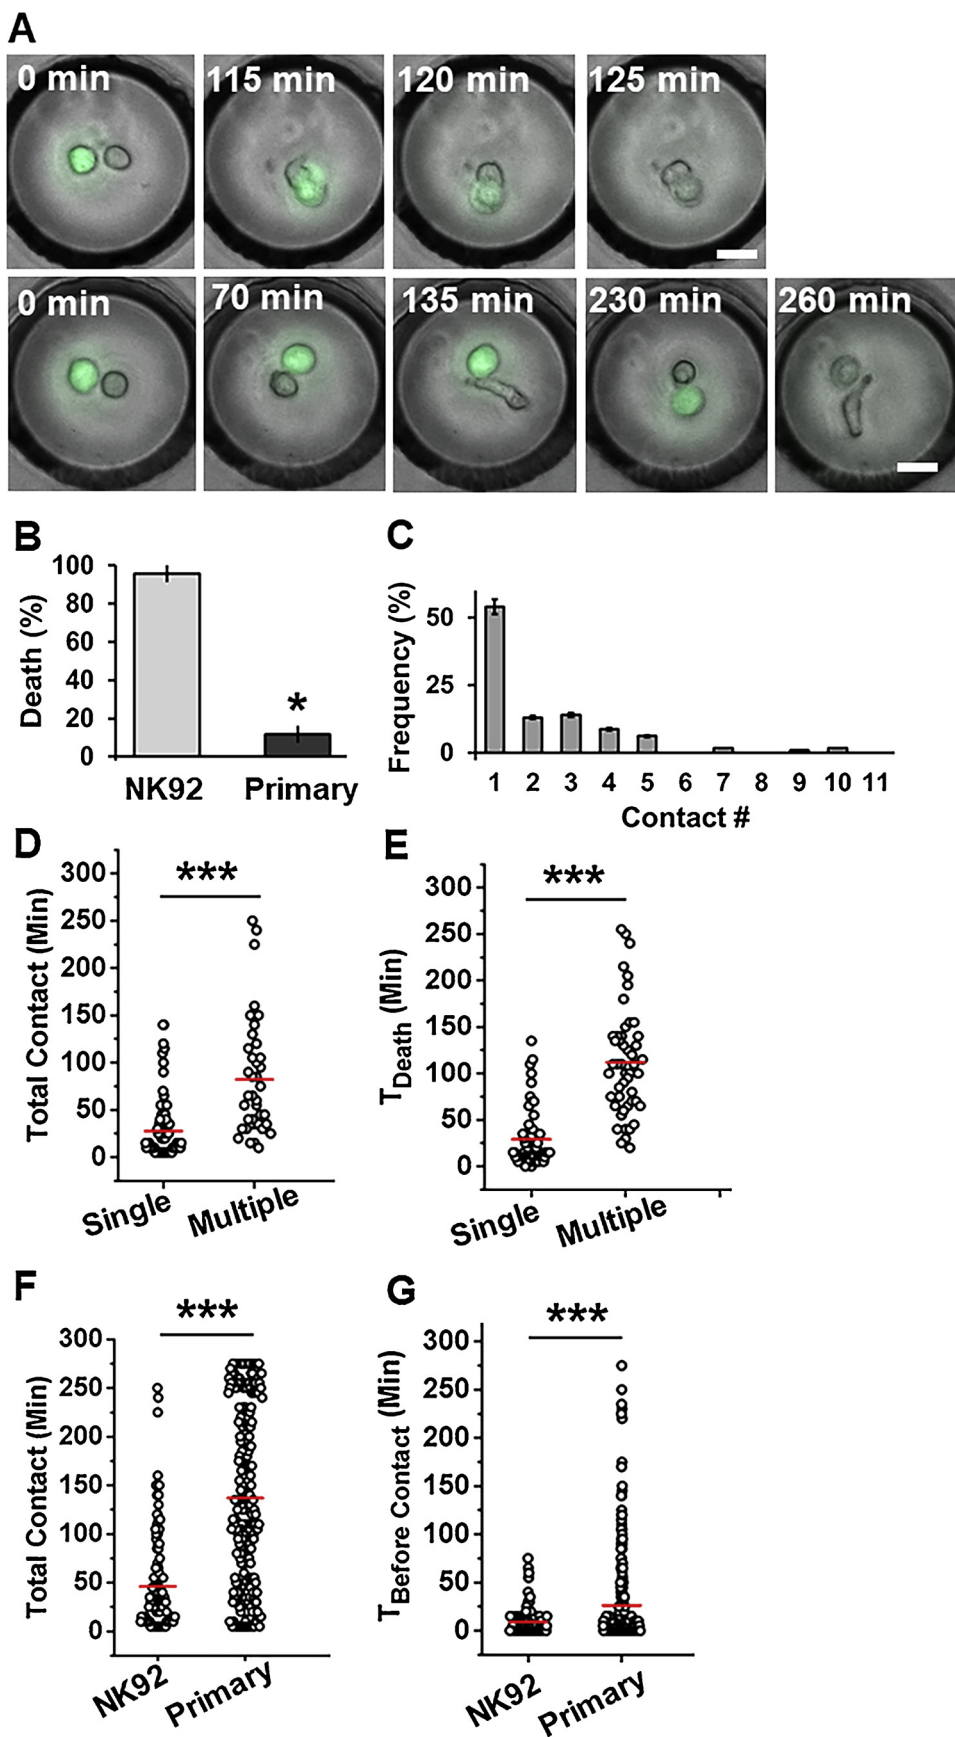 A
0 min 115 min 120 min 125 min
0 min 70 min 135 min 230 min 260 min
B
Death (%)
100
80
60
40
20
0
*
NK92 Primary
C
Frequency (%)
50
25
0
1 2 3 4 5 6 7 8 9 10 11
Contact #
D
Total Contact (Min)
300
250
200
150
100
50
0
***
Single Multiple
E
TDeath (Min)
300
250
200
150
100
50
0
***
Single Multiple
F
Total Contact (Min)
300
200
150
100
50
0
***
NK92 Primary
G
TBefore Contact (Min)
300
250
200
150
100
50
0
***
NK92 Primary